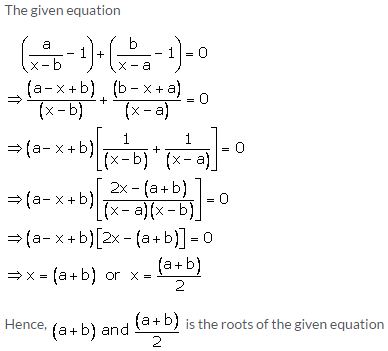 The given equation
(a/(x-b) - 1) + (b/(x-a) - 1) = 0
⇒ (a-x+b)/(x-b) + (b-x+a)/(x-a) = 0
⇒ (a-x+b)[1/(x-b) + 1/(x-a)] = 0
⇒ (a-x+b)[(2x-(a+b))/((x-a)(x-b))] = 0
⇒ (a-x+b)[2x-(a+b)] = 0
⇒ x = (a+b) or x = (a+b)/2
Hence, (a+b) and (a+b)/2 is the roots of the given equation